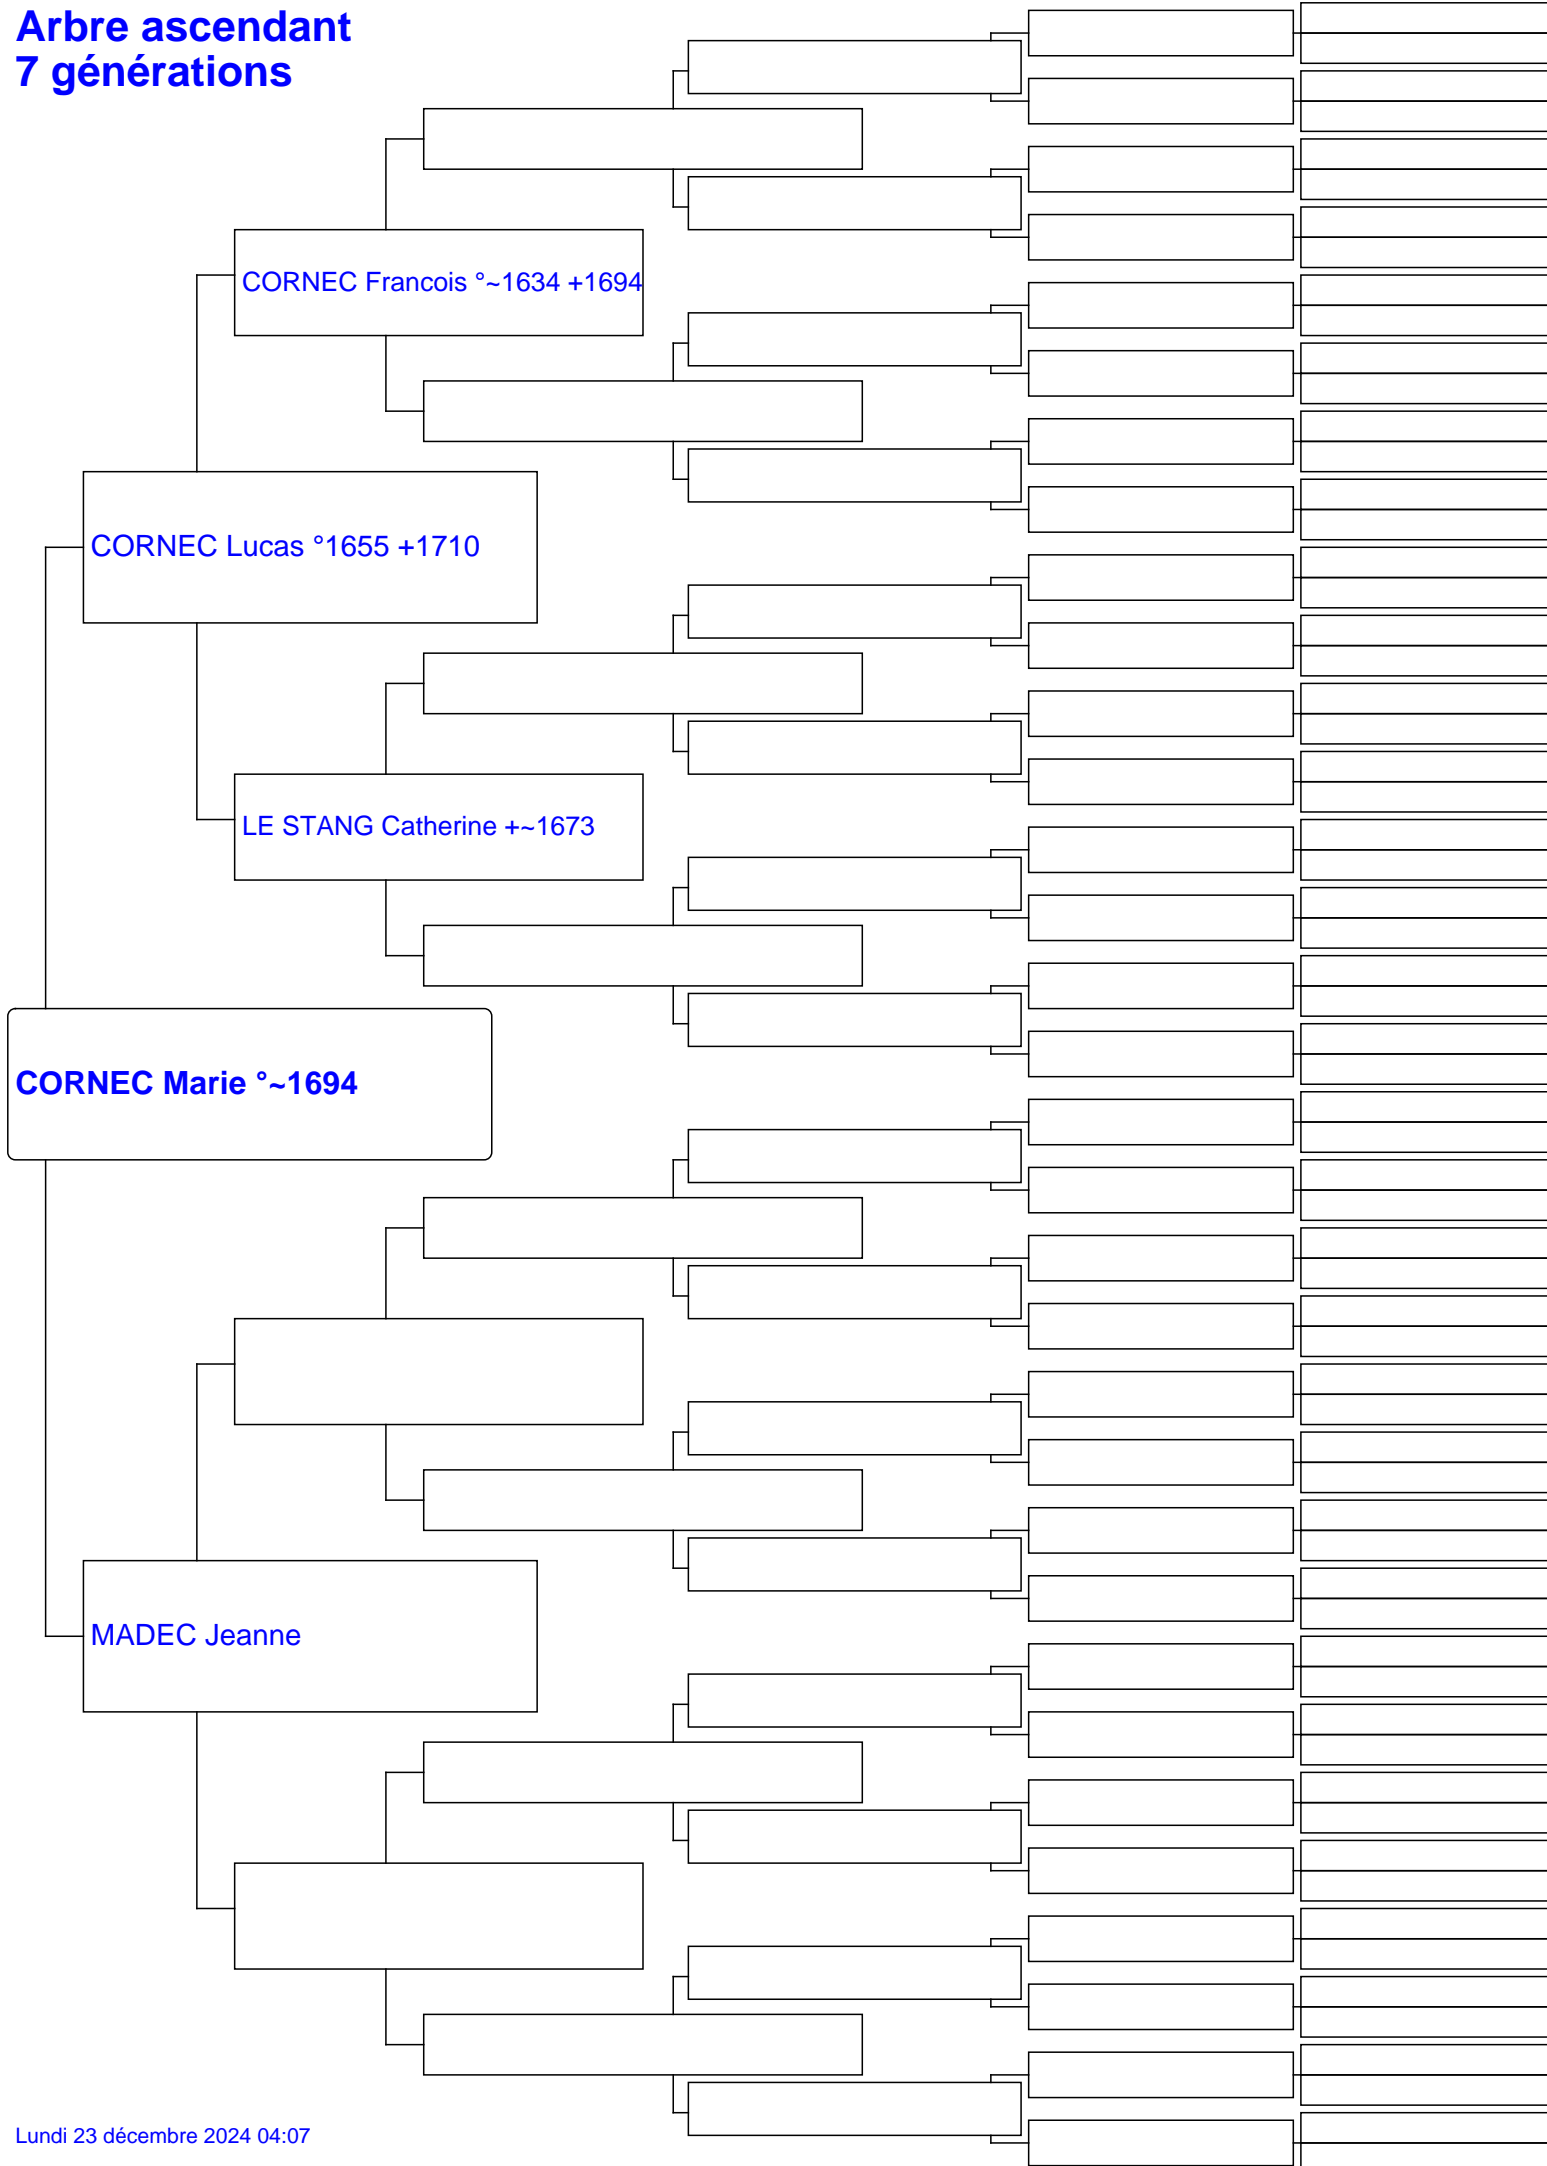 Arbre ascendant
7 générations
CORNEC Francois °~1634 +1694
CORNEC Lucas °1655 +1710
LE STANG Catherine +~1673
CORNEC Marie °~1694
MADEC Jeanne
Lundi 23 décembre 2024 04:07